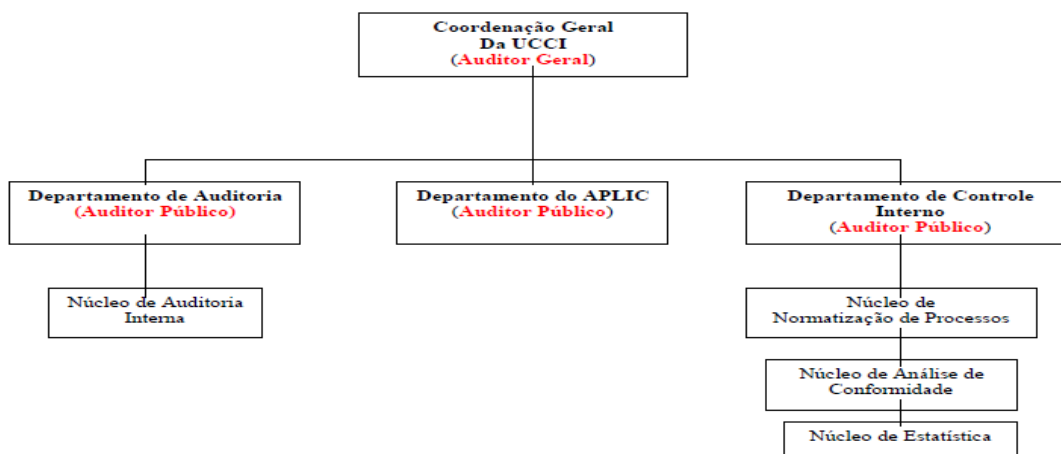 Coordenação Geral
Da UCCI
(Auditor Geral)
Departamento de Auditoria
(Auditor Público)
Departamento do APLIC
(Auditor Público)
Departamento de Controle
Interno
(Auditor Público)
Núcleo de Auditoria
Interna
Núcleo de
Normatização de Processos
Núcleo de Análise de
Conformidade
Núcleo de Estatística